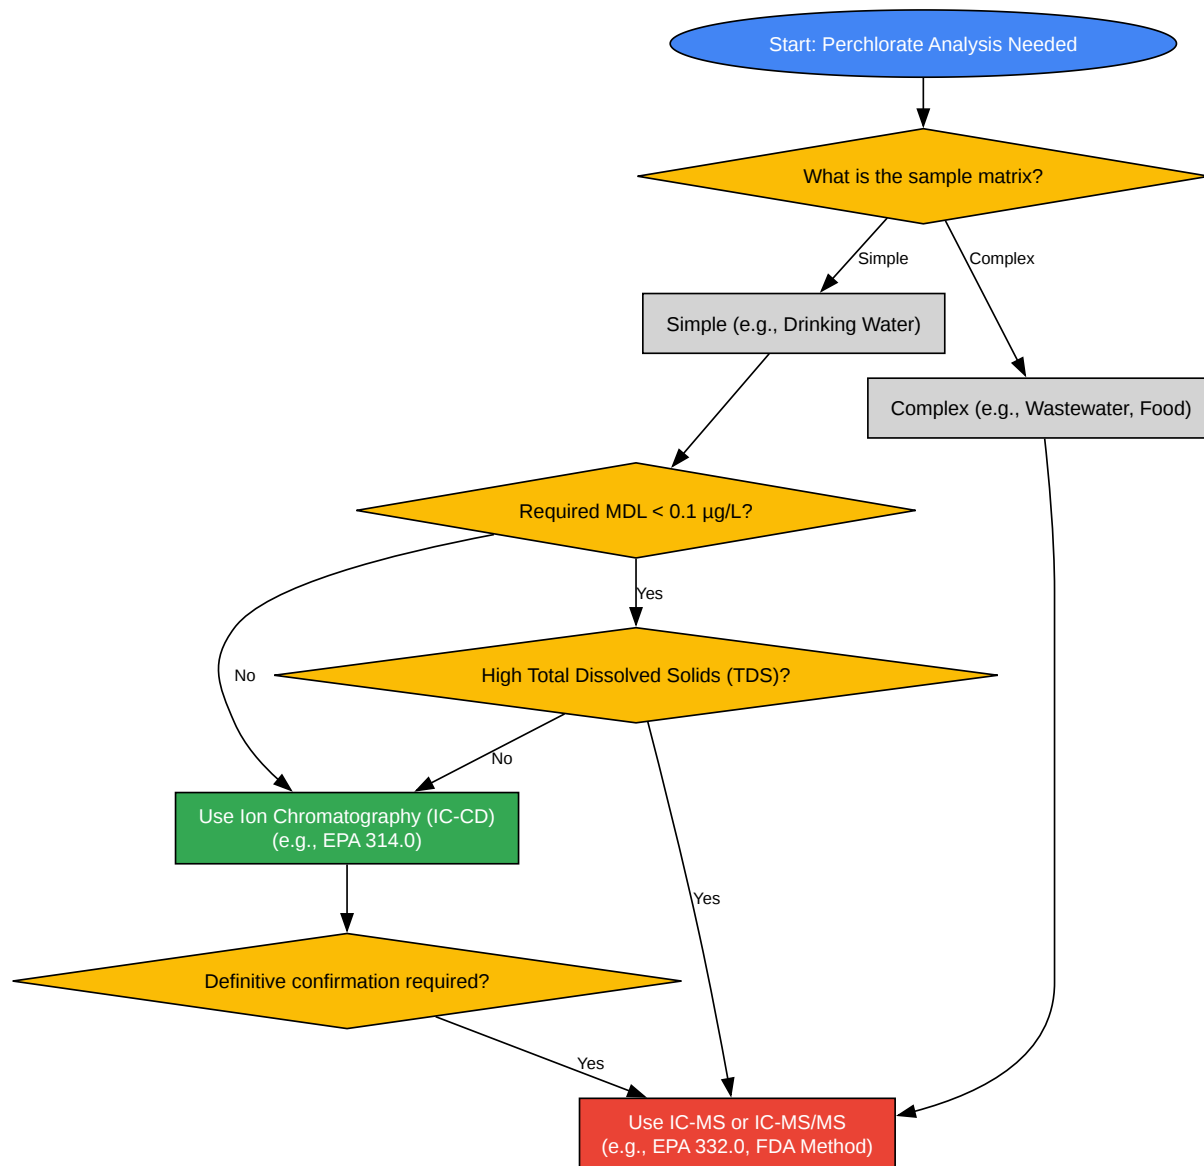 Start: Perchlorate Analysis Needed
What is the sample matrix?
Simple
Complex
Simple (e.g., Drinking Water)
Complex (e.g., Wastewater, Food)
Required MDL < 0.1 µg/L?
Yes
No
High Total Dissolved Solids (TDS)?
No
Use Ion Chromatography (IC-CD)
(e.g., EPA 314.0)
Yes
Definitive confirmation required?
Yes
Use IC-MS or IC-MS/MS
(e.g., EPA 332.0, FDA Method)